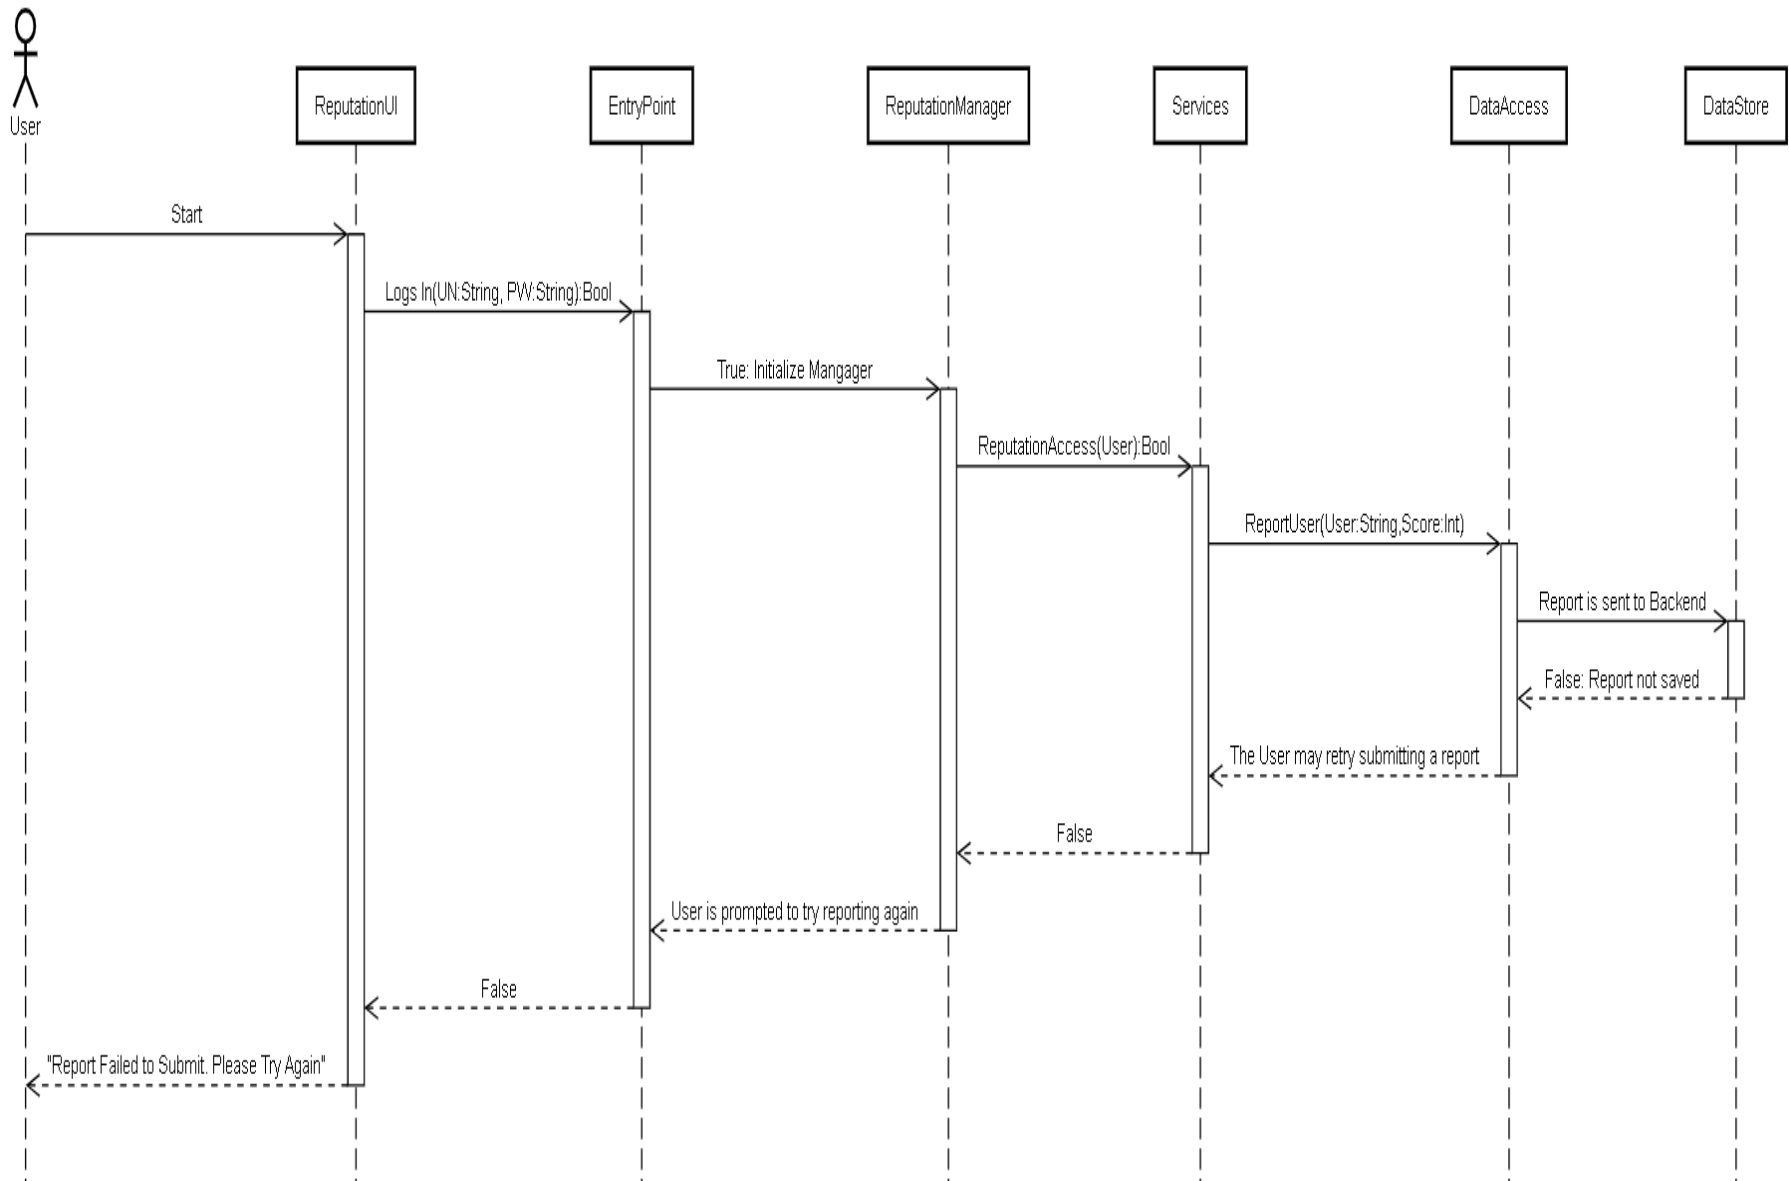 User
ReputationUI
EntryPoint
ReputationManager
Services
DataAccess
DataStore
Start
Logs In(UN:String, PW:String):Bool
True: Initialize Mangager
ReputationAccess(User):Bool
ReportUser(User:String,Score:Int)
Report is sent to Backend
False: Report not saved
The User may retry submitting a report
False
User is prompted to try reporting again
False
"Report Failed to Submit. Please Try Again"